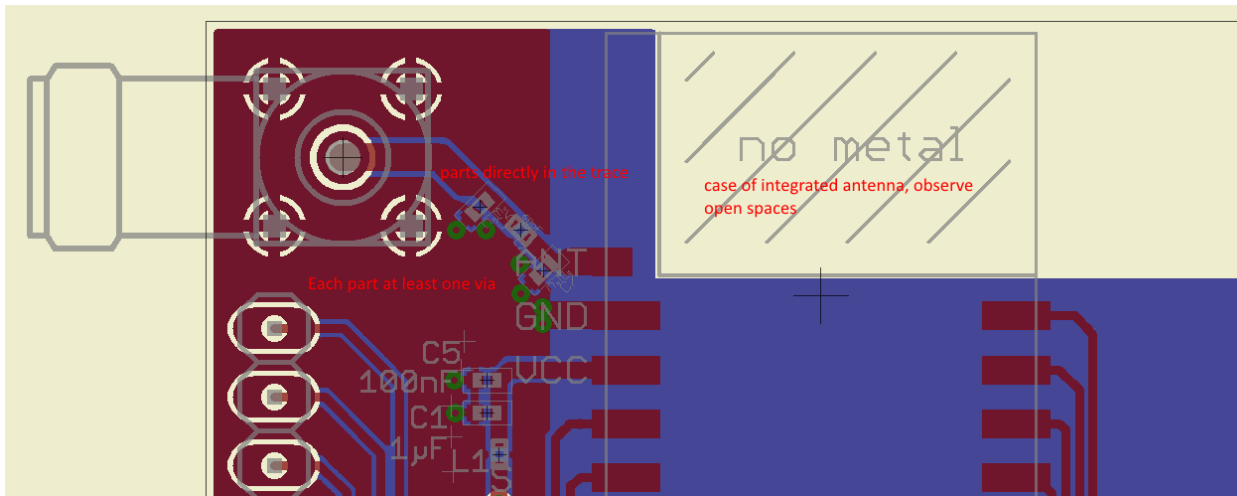 no metal
parts directly in the trace
case of integrated antenna, observe
open spaces
ANT
Each part at least one via
GND
C5
VCC
100nF
C1
1µF
L1